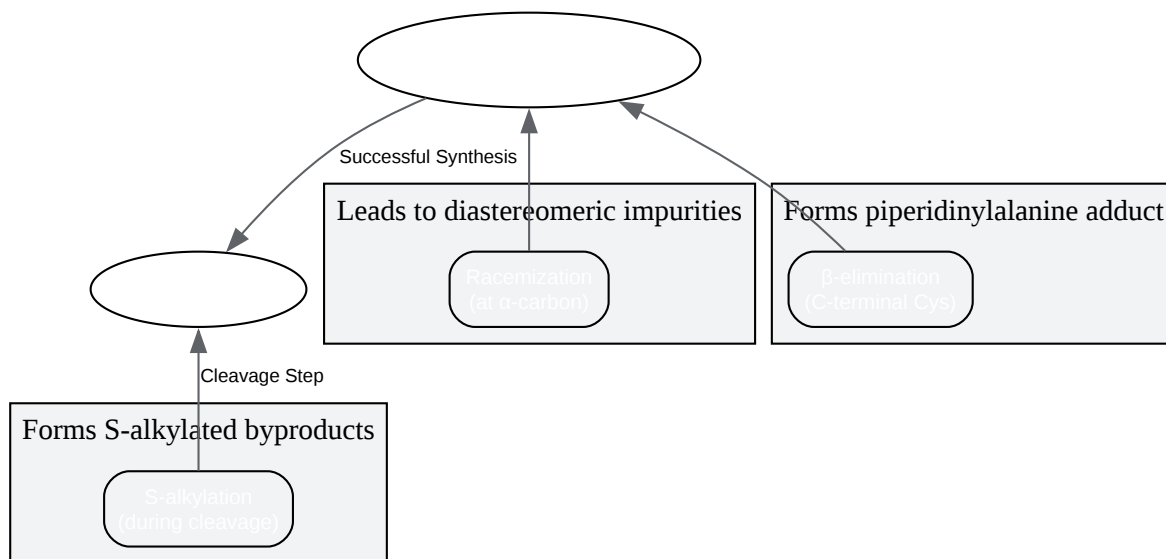 Successful Synthesis
Leads to diastereomeric impurities
Forms piperidinylalanine adduct
Racemization
(at α-carbon)
β-elimination
(C-terminal Cys)
Cleavage Step
Forms S-alkylated byproducts
S-alkylation
(during cleavage)